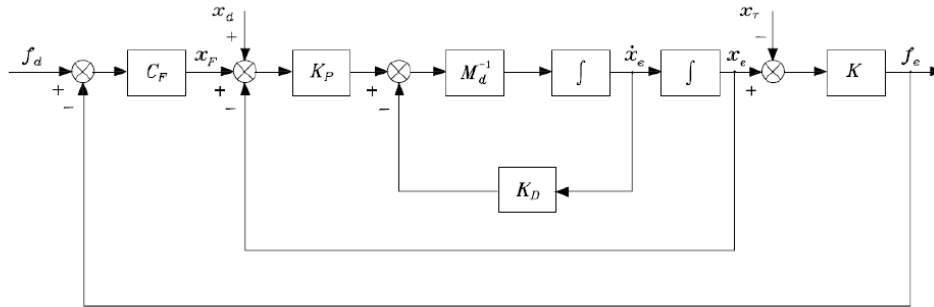 x_d
+
x_r
−
f_d
+
−
C_F
x_F
+
−
K_P
+
−
M_d^{-1}
∫
ẋ_e
∫
x_e
+
K
f_e
K_D